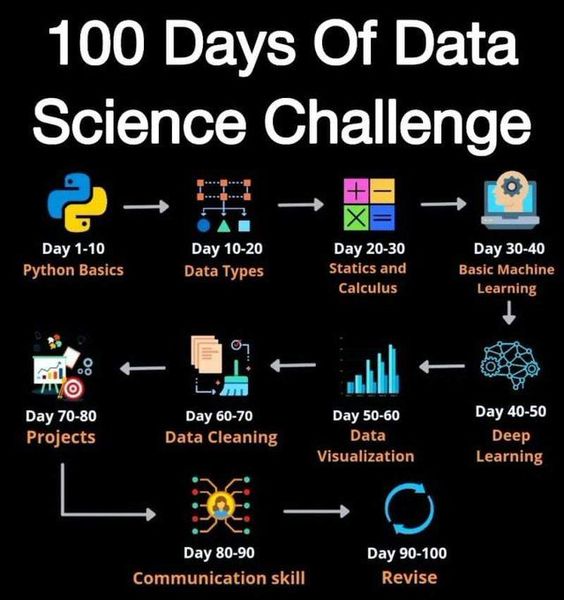 100 Days Of Data
Science Challenge
Day 1-10
Python Basics
Day 10-20
Data Types
Day 20-30
Statics and
Calculus
Day 30-40
Basic Machine
Learning
Day 40-50
Deep
Learning
Day 50-60
Data
Visualization
Day 60-70
Data Cleaning
Day 70-80
Projects
Day 80-90
Communication skill
Day 90-100
Revise